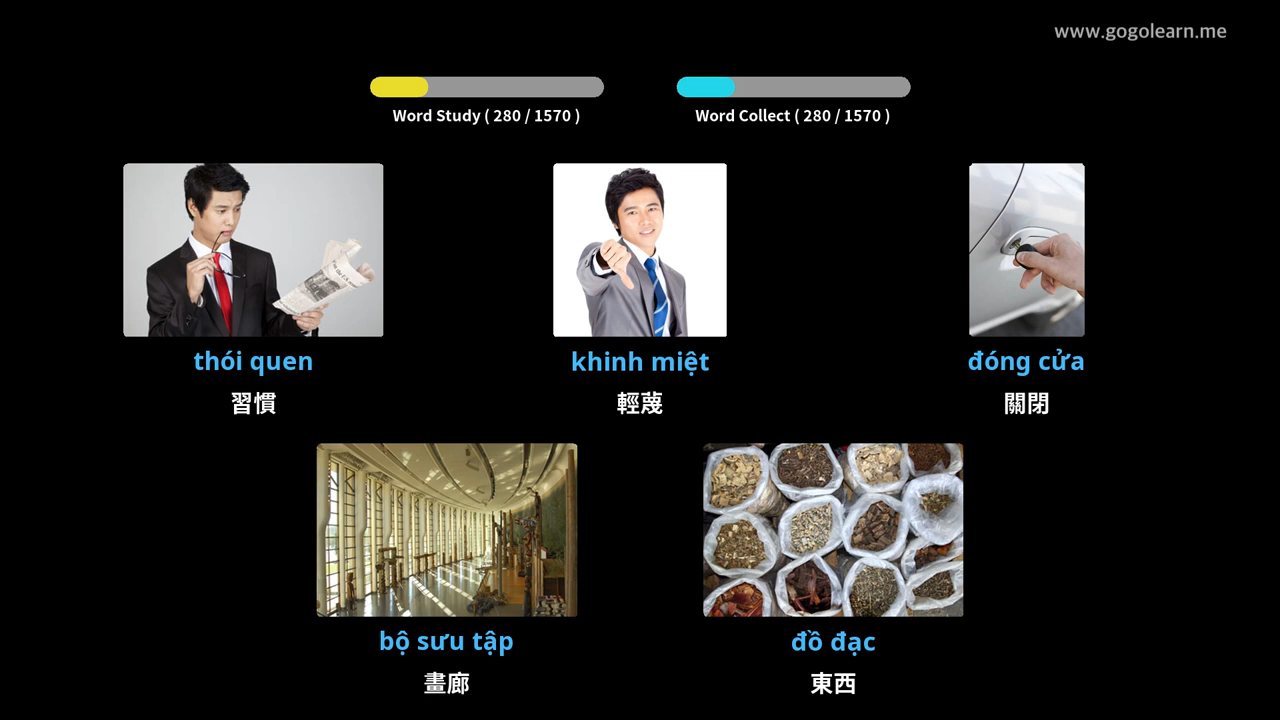 www.gogolearn.me
Word Study ( 280 / 1570 )
Word Collect ( 280 / 1570 )
thói quen
習慣
khinh miệt
輕蔑
đóng cửa
關閉
bộ sưu tập
畫廊
đồ đạc
東西